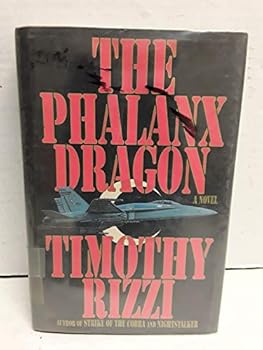 THE
PHALANX
DRAGON
A NOVEL
TIMOTHY
RIZZI
AUTHOR OF STRIKE OF THE COBRA AND NIGHTSTALKER